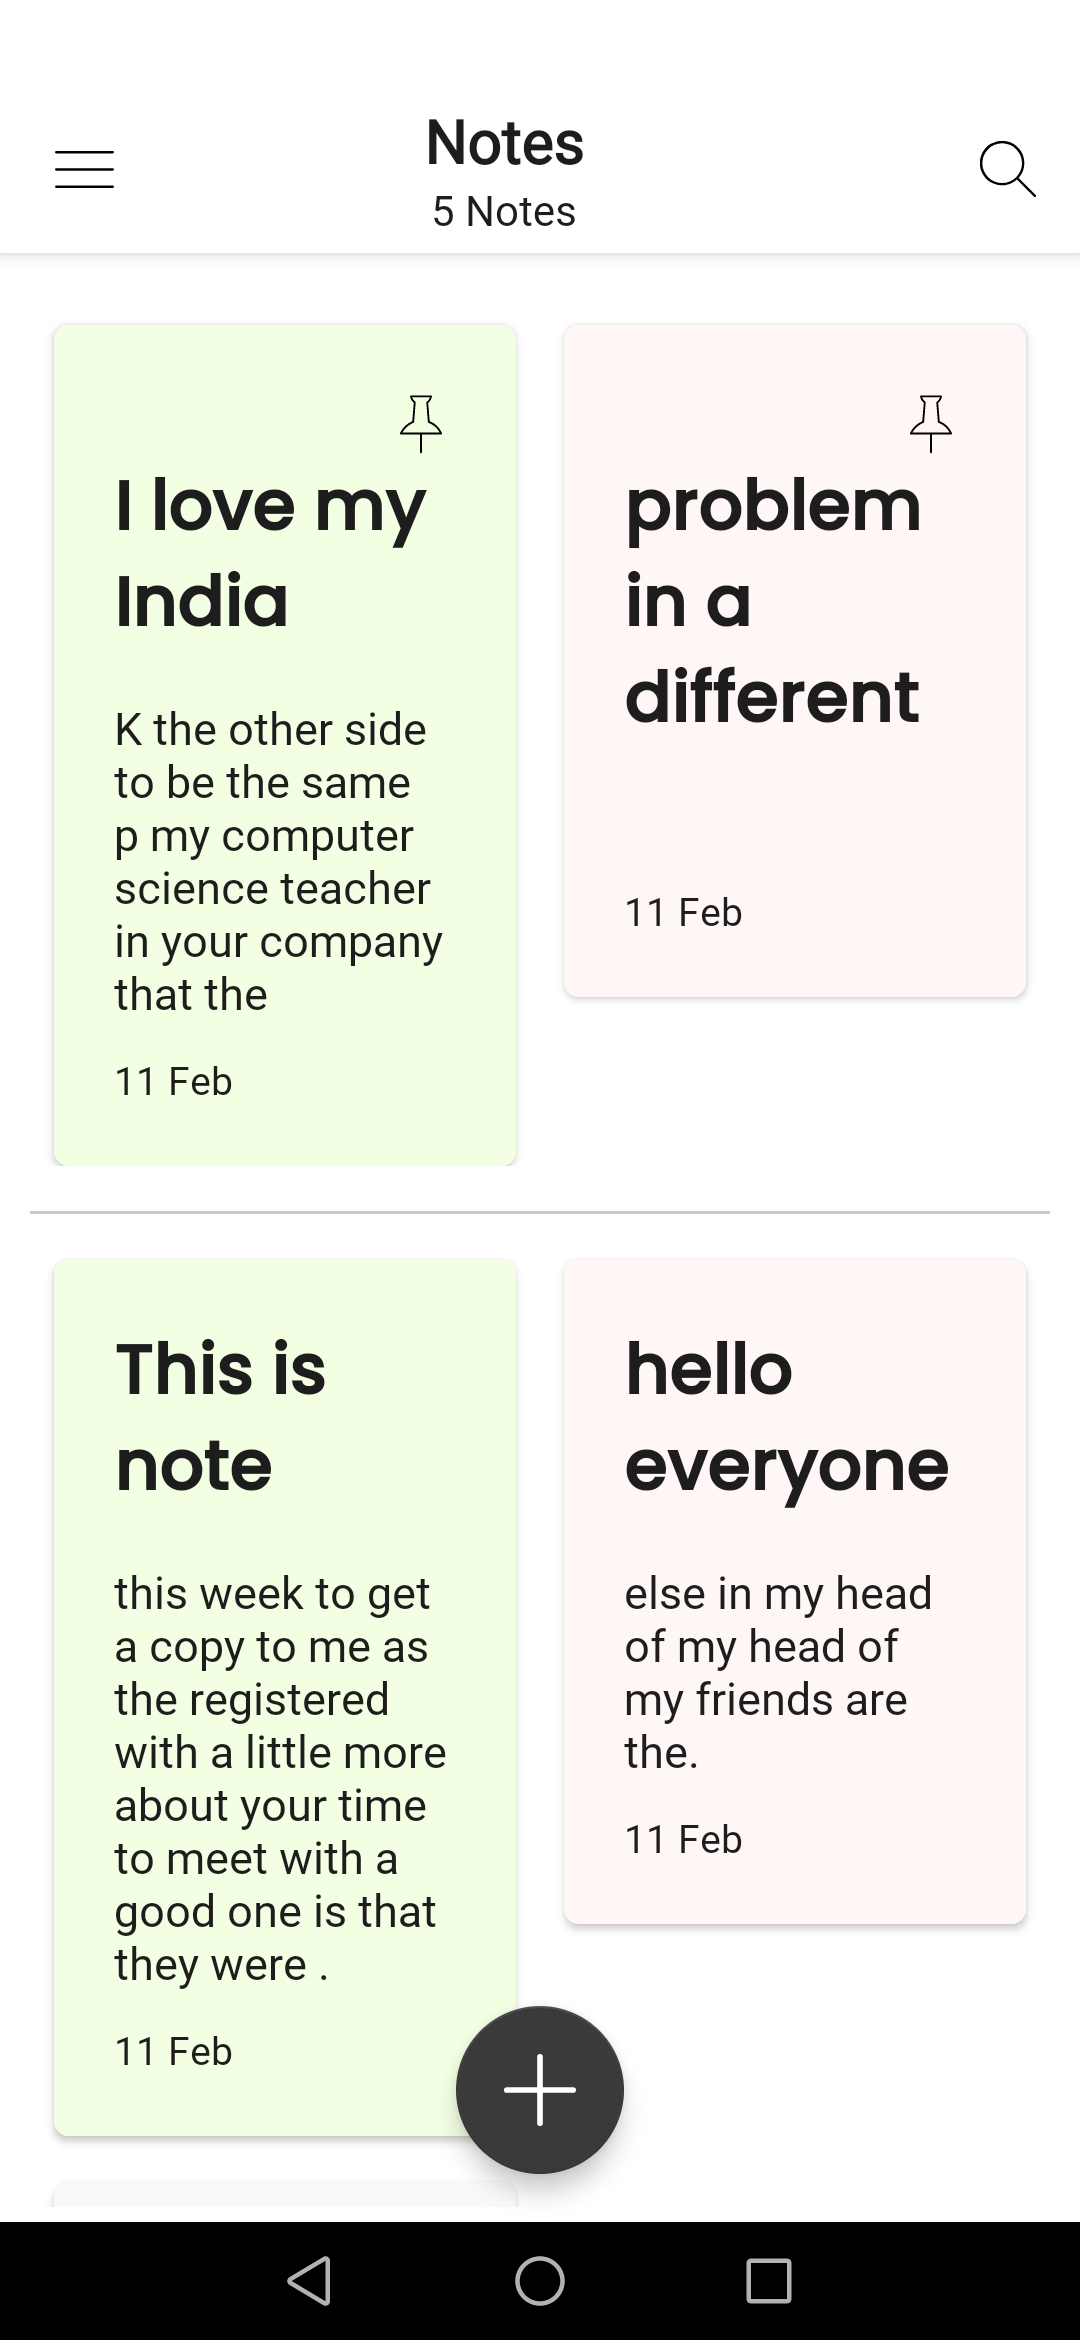 Notes
5 Notes
I love my
India
K the other side
to be the same
p my computer
science teacher
in your company
that the
11 Feb
problem
in a
different
11 Feb
This is
note
this week to get
a copy to me as
the registered
with a little more
about your time
to meet with a
good one is that
they were .
11 Feb
hello
everyone
else in my head
of my head of
my friends are
the.
11 Feb